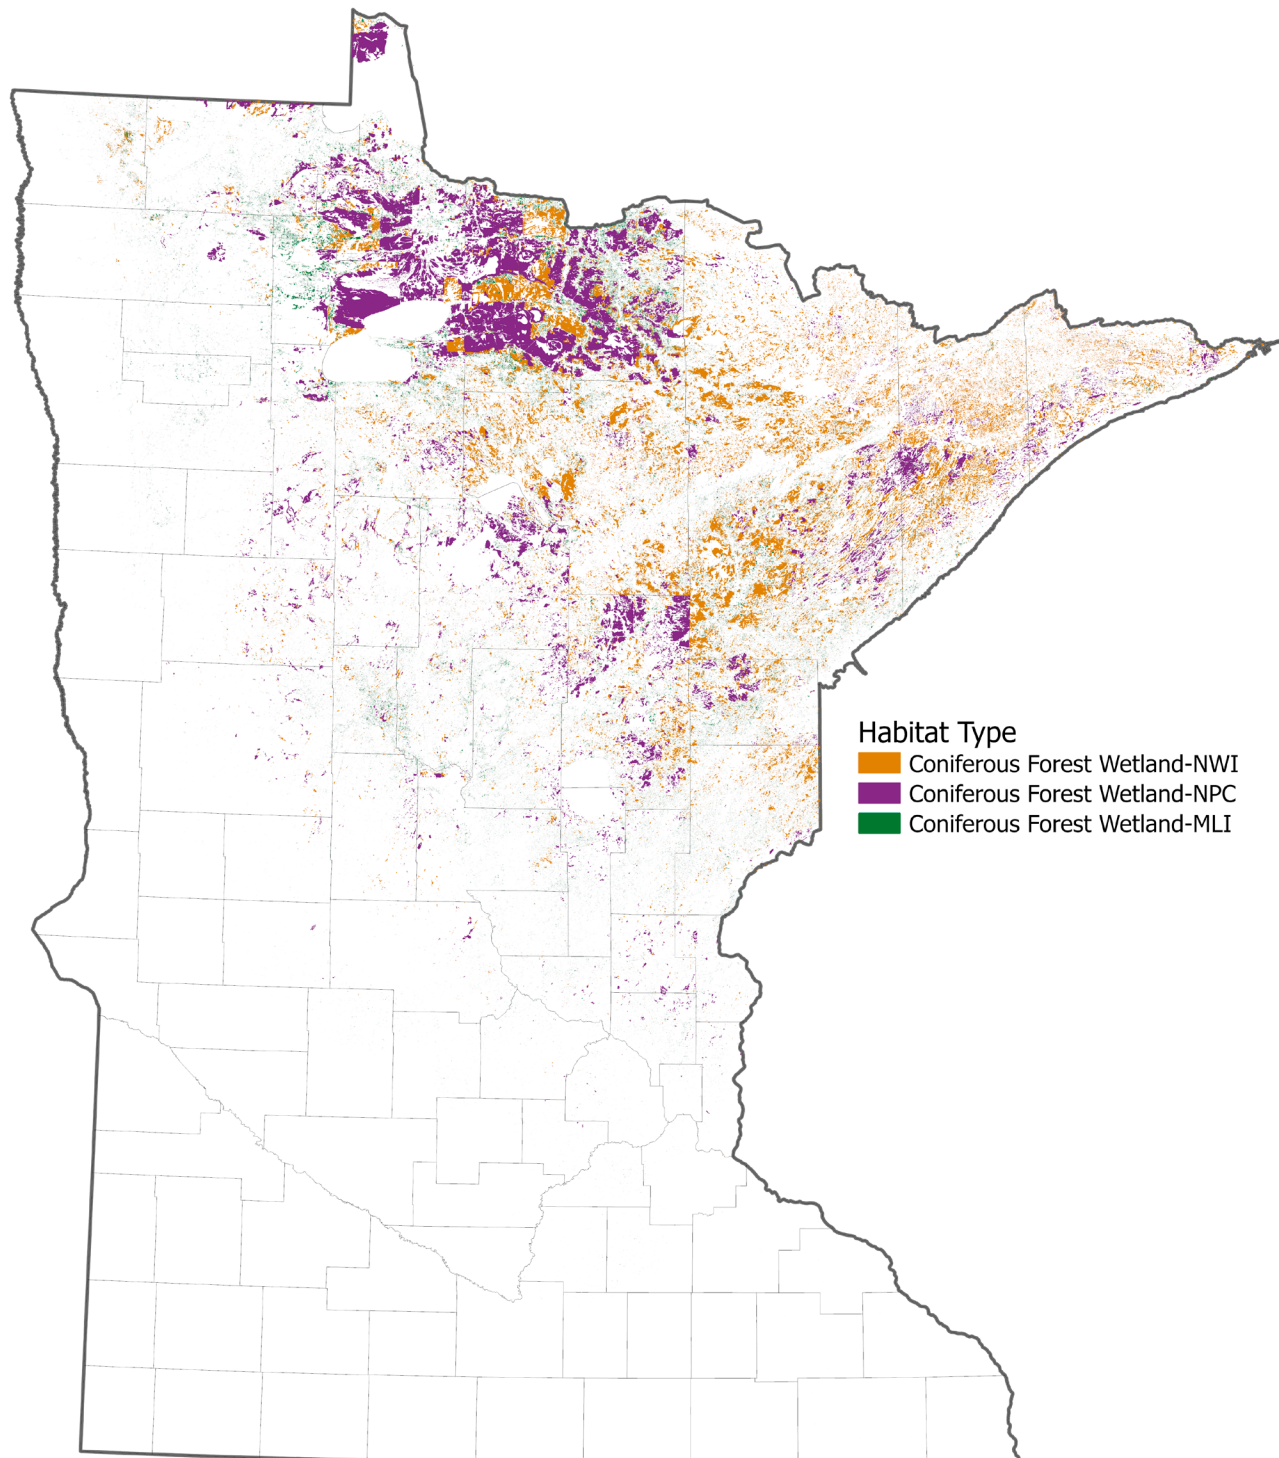 Habitat Type
Coniferous Forest Wetland-NWI
Coniferous Forest Wetland-NPC
Coniferous Forest Wetland-MLI